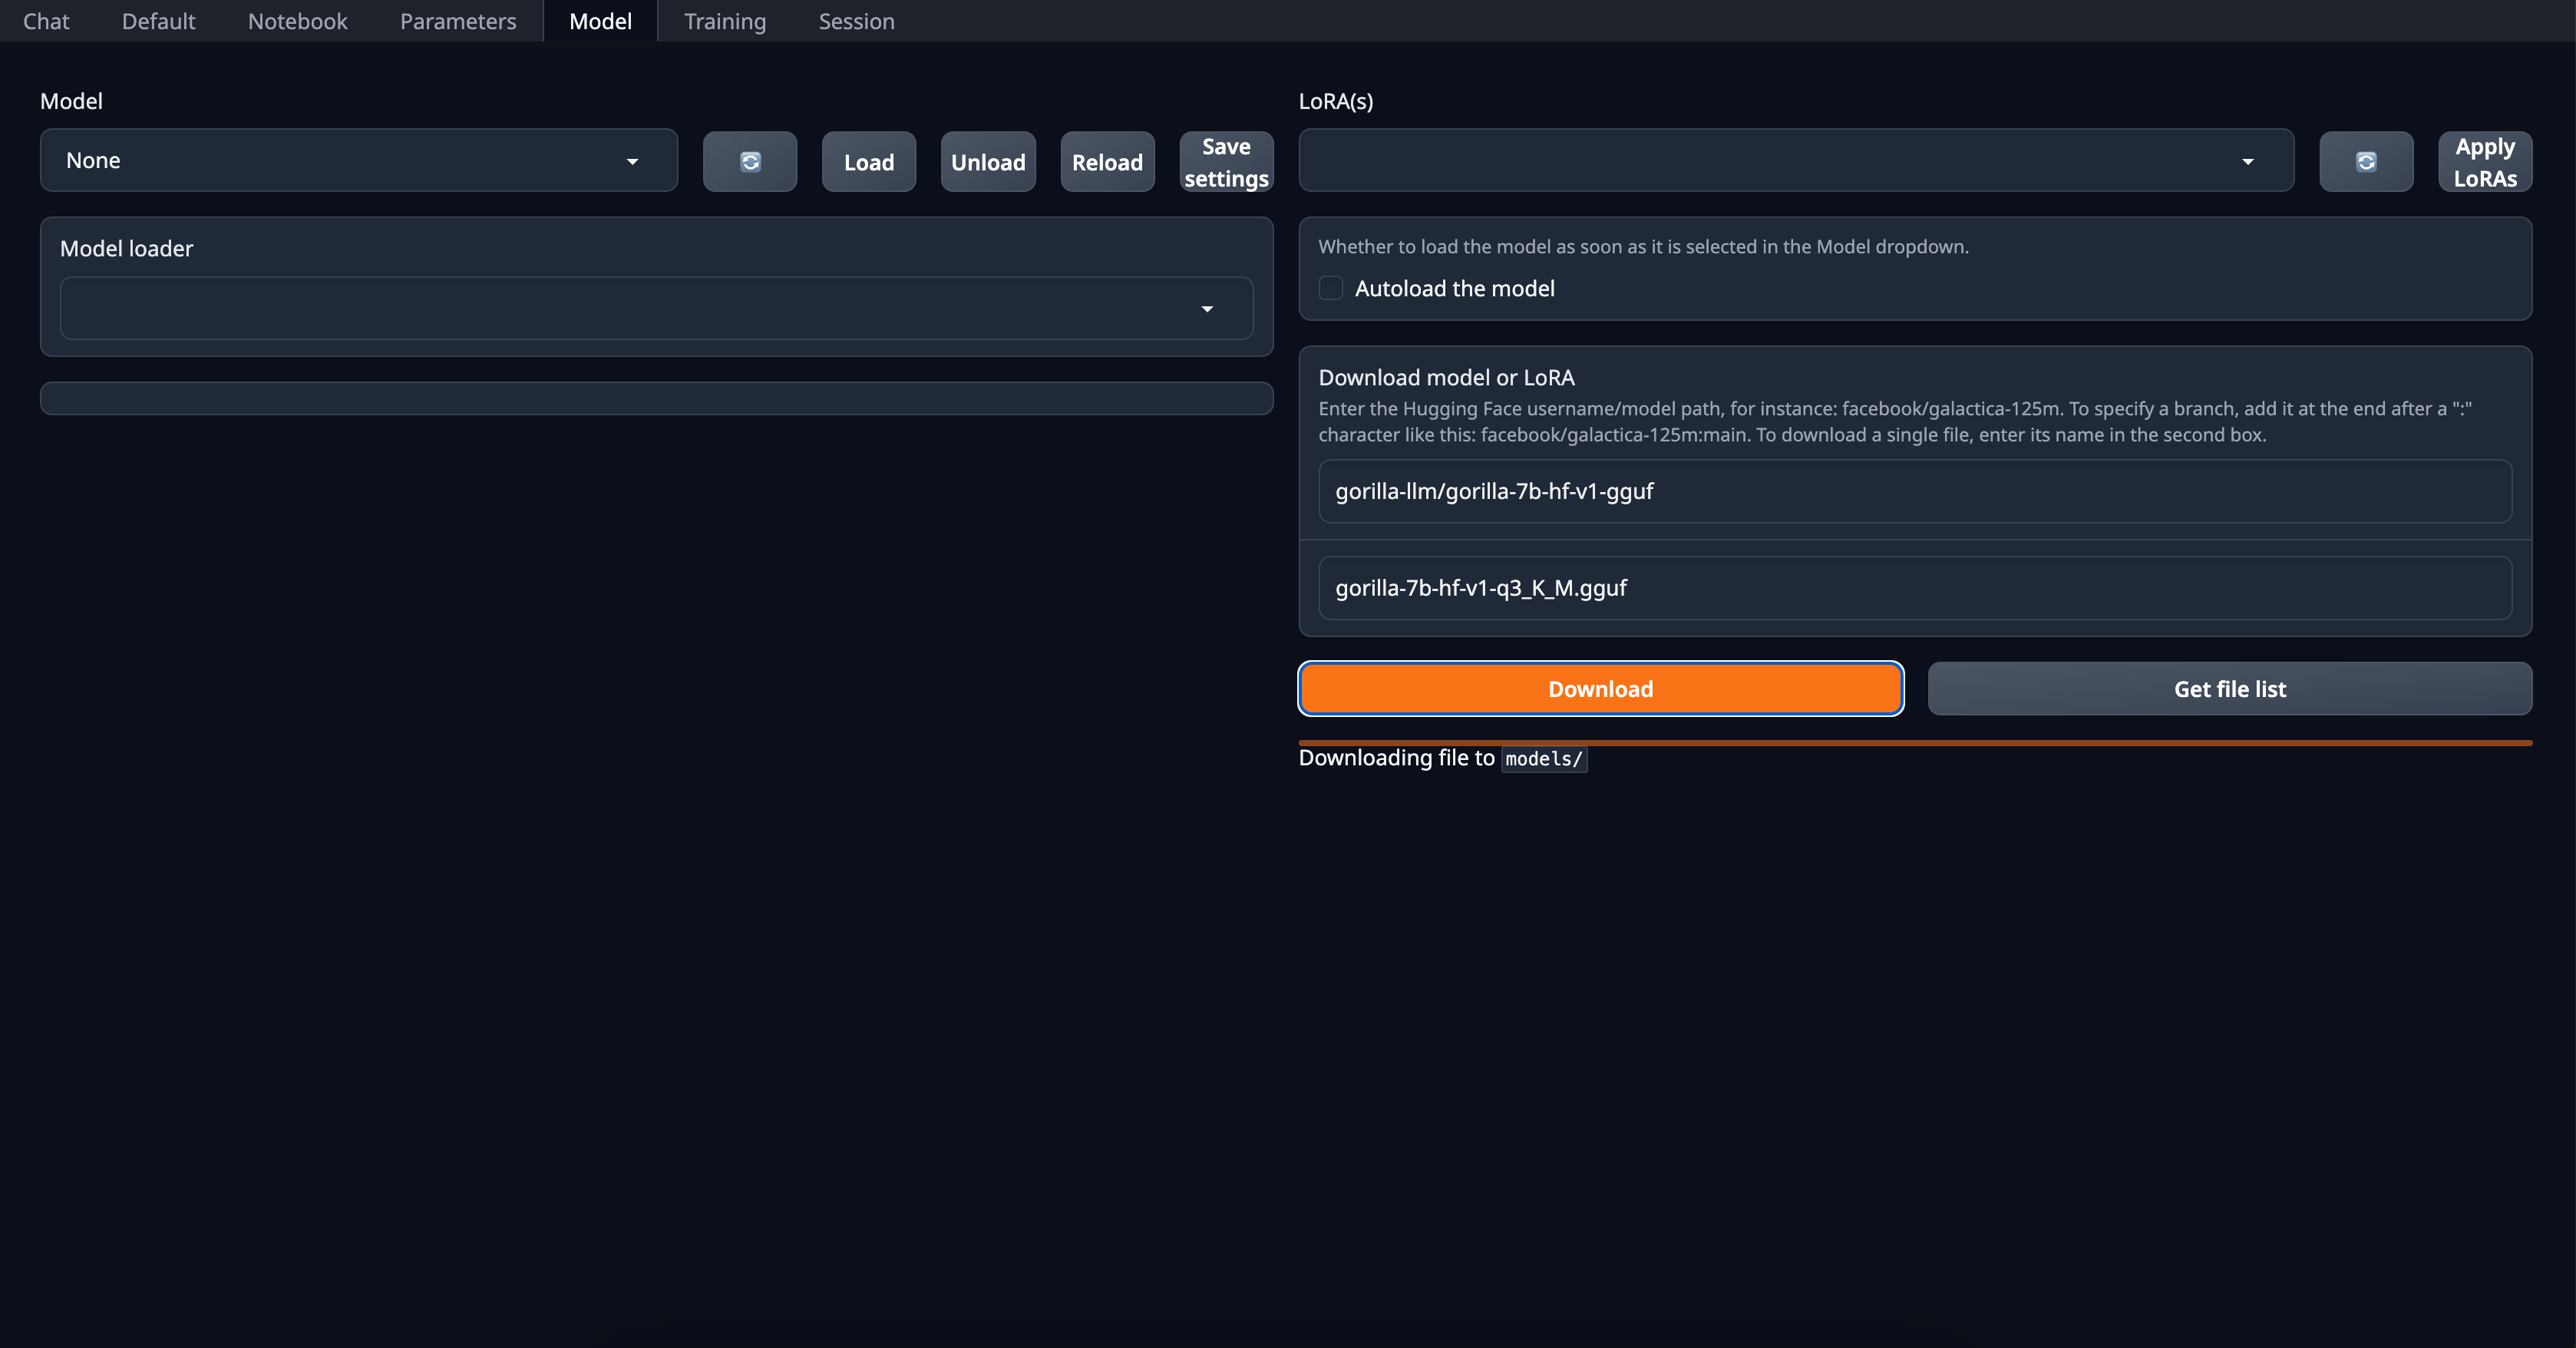 Chat Default Notebook Parameters Model Training Session
Model
None
Load
Unload
Reload
Save
settings
Model loader
LoRA(s)
Apply
LoRAs
Whether to load the model as soon as it is selected in the Model dropdown.
Autoload the model
Download model or LoRA
Enter the Hugging Face username/model path, for instance: facebook/galactica-125m. To specify a branch, add it at the end after a ":"
character like this: facebook/galactica-125m:main. To download a single file, enter its name in the second box.
gorilla-llm/gorilla-7b-hf-v1-gguf
gorilla-7b-hf-v1-q3_K_M.gguf
Download
Get file list
Downloading file to models/